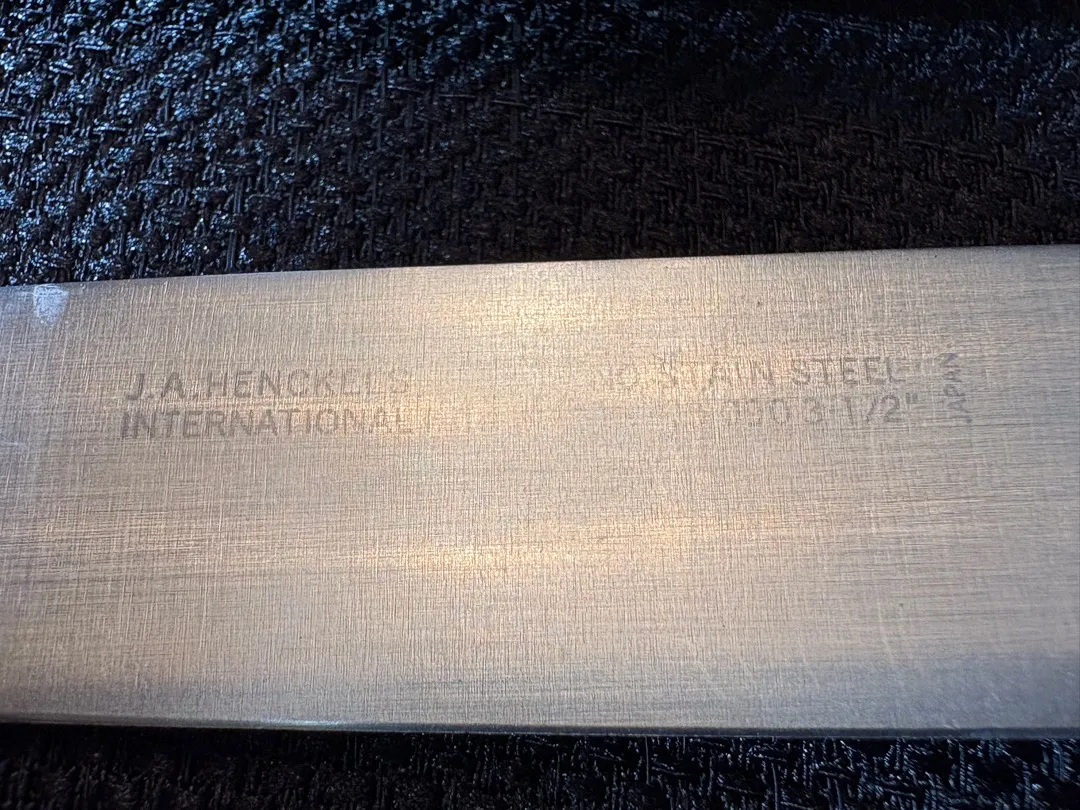 J.A.HENCKELS
INTERNATIONAL
NO STAIN STEEL
3-1/2"
JAPAN